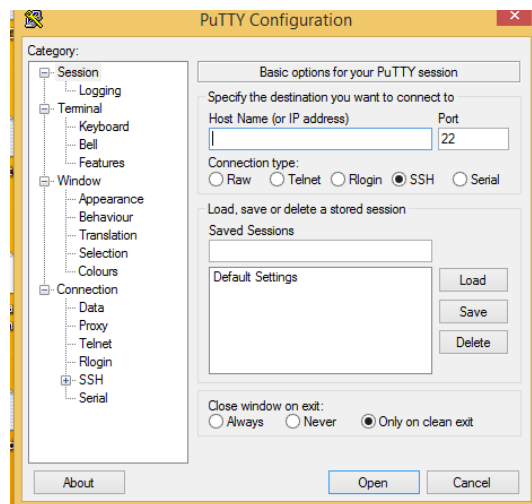 PuTTY Configuration
Category:
Session
Logging
Terminal
Keyboard
Bell
Features
Window
Appearance
Behaviour
Translation
Selection
Colours
Connection
Data
Proxy
Telnet
Rlogin
SSH
Serial
Basic options for your PuTTY session
Specify the destination you want to connect to
Host Name (or IP address) Port
22
Connection type:
Raw Telnet Rlogin SSH Serial
Load, save or delete a stored session
Saved Sessions
Default Settings
Load
Save
Delete
Close window on exit:
Always Never Only on clean exit
About Open Cancel